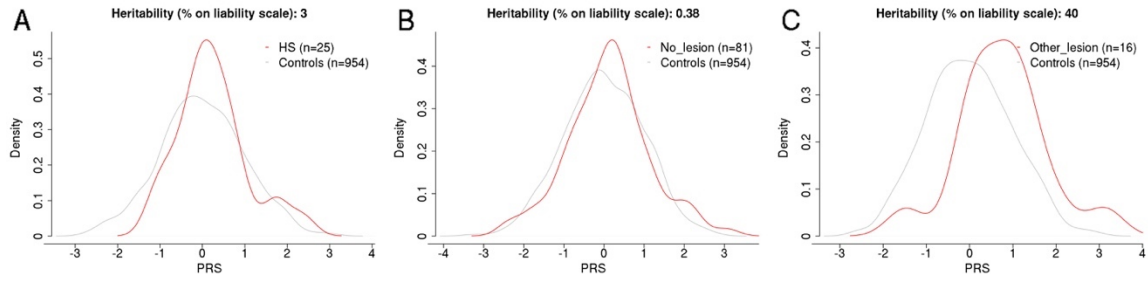 A
Heritability (% on liability scale): 3
HS (n=25)
Controls (n=954)
Density
0
0.1
0.2
0.3
0.4
0.5
-3 -2 -1 0 1 2 3 4
PRS
B
Heritability (% on liability scale): 0.38
No_lesion (n=81)
Controls (n=954)
Density
0
0.1
0.2
0.3
0.4
-4 -3 -2 -1 0 1 2 3
PRS
C
Heritability (% on liability scale): 40
Other_lesion (n=16)
Controls (n=954)
Density
0
0.1
0.2
0.3
0.4
-3 -2 -1 0 1 2 3 4
PRS